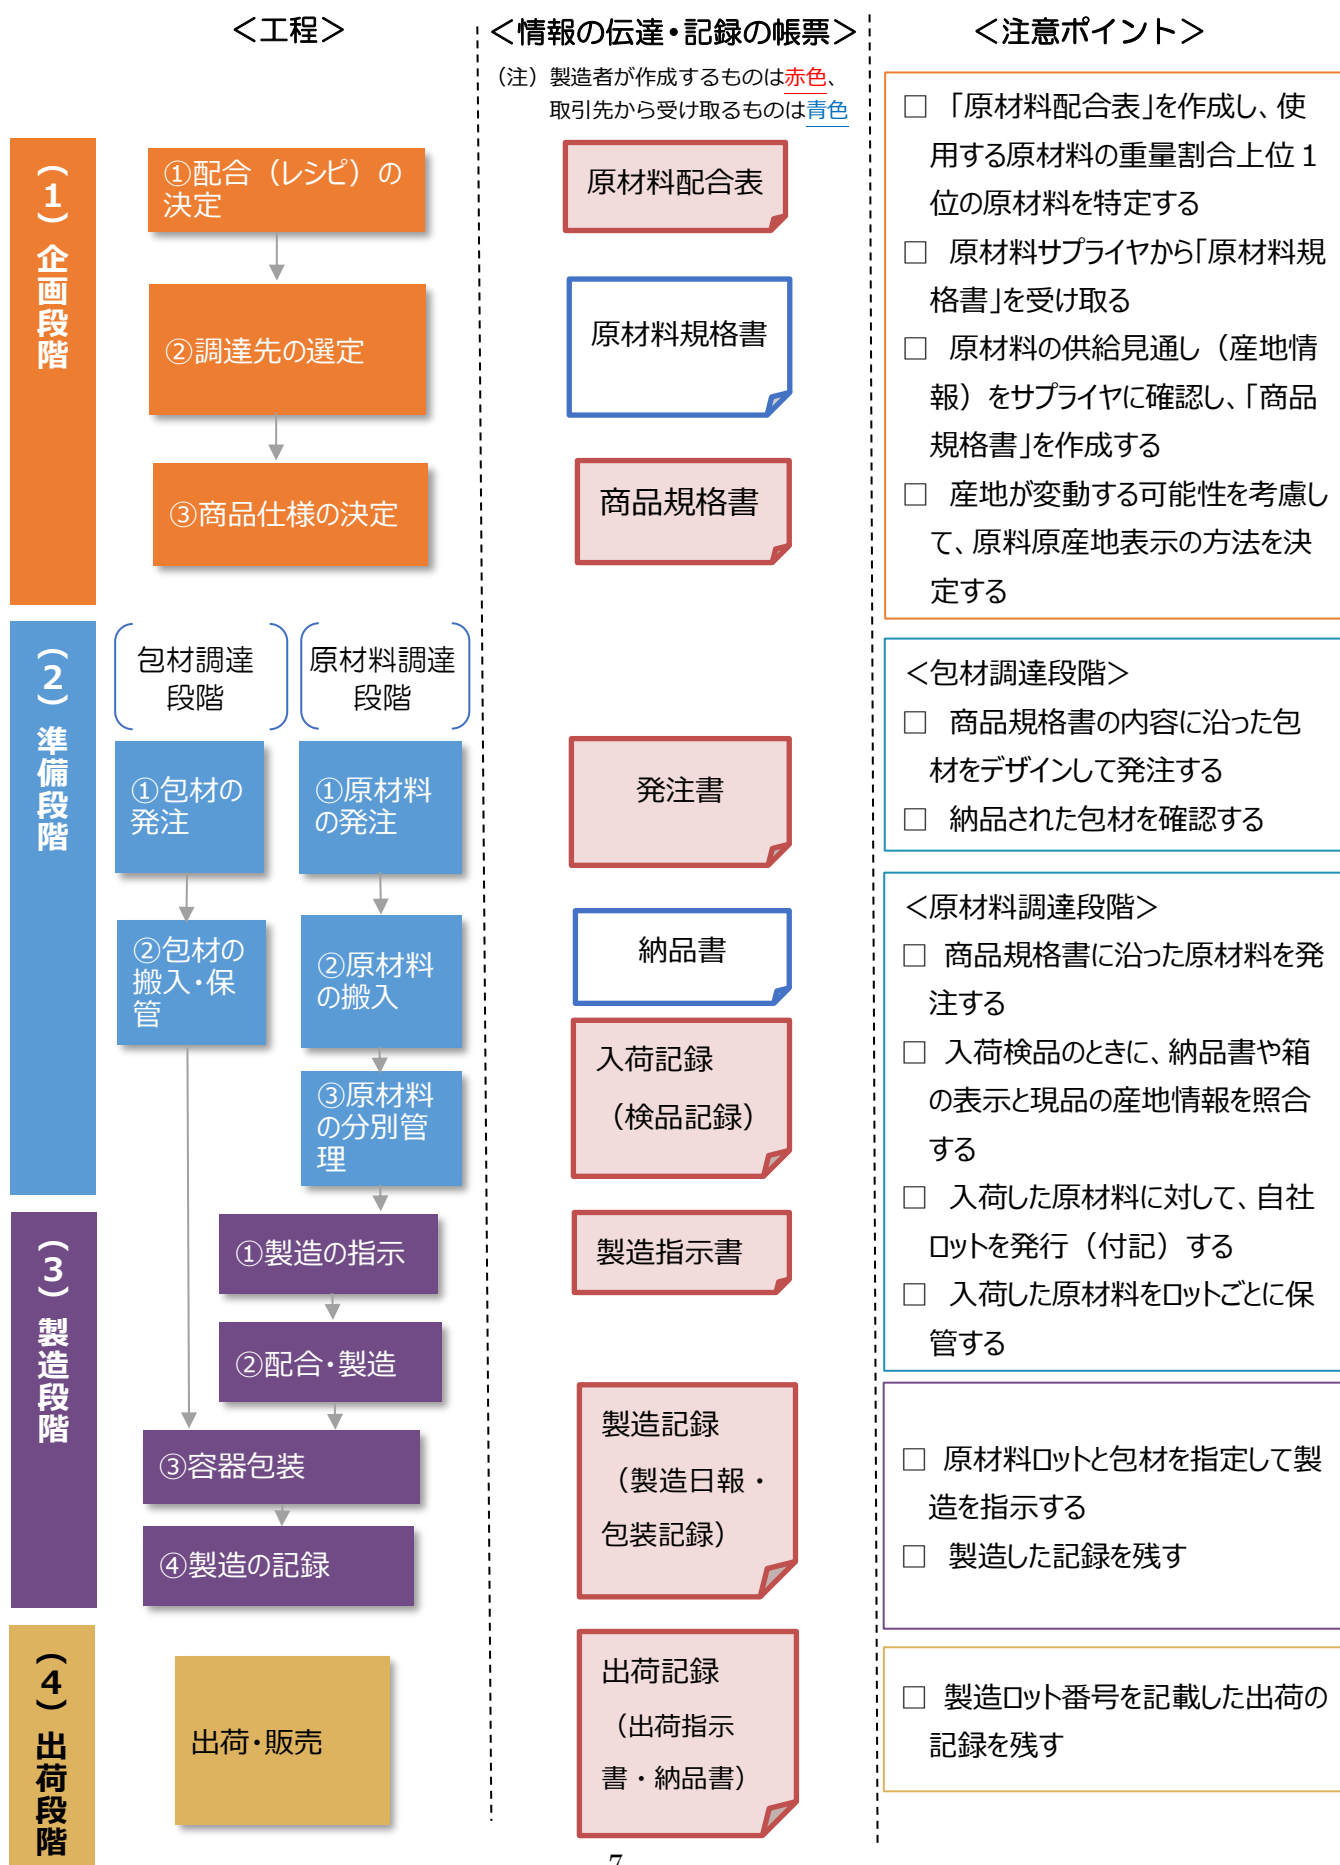 ＜工程＞
＜情報の伝達・記録の帳票＞
＜注意ポイント＞
（注）製造者が作成するものは赤色、
取引先から受け取るものは青色
（1）企画段階
①配合（レシピ）の
決定
②調達先の選定
③商品仕様の決定
原材料配合表
原材料規格書
商品規格書
□ 「原材料配合表」を作成し、使
用する原材料の重量割合上位１
位の原材料を特定する
□ 原材料サプライヤから「原材料規
格書」を受け取る
□ 原材料の供給見通し（産地情
報）をサプライヤに確認し、「商品
規格書」を作成する
□ 産地が変動する可能性を考慮し
て、原料原産地表示の方法を決
定する
（2）準備段階
包材調達
段階
原材料調達
段階
①包材の
発注
①原材料
の発注
②包材の
搬入・保
管
②原材料
の搬入
③原材料
の分別管
理
発注書
納品書
入荷記録
（検品記録）
＜包材調達段階＞
□ 商品規格書の内容に沿った包
材をデザインして発注する
□ 納品された包材を確認する
＜原材料調達段階＞
□ 商品規格書に沿った原材料を発
注する
□ 入荷検品のときに、納品書や箱
の表示と現品の産地情報を照合
する
□ 入荷した原材料に対して、自社
ロットを発行（付記）する
□ 入荷した原材料をロットごとに保
管する
（3）製造段階
①製造の指示
②配合・製造
③容器包装
④製造の記録
製造指示書
製造記録
（製造日報・
包装記録）
□ 原材料ロットと包材を指定して製
造を指示する
□ 製造した記録を残す
（4）出荷段階
出荷・販売
出荷記録
（出荷指示
書・納品書）
□ 製造ロット番号を記載した出荷の
記録を残す
7